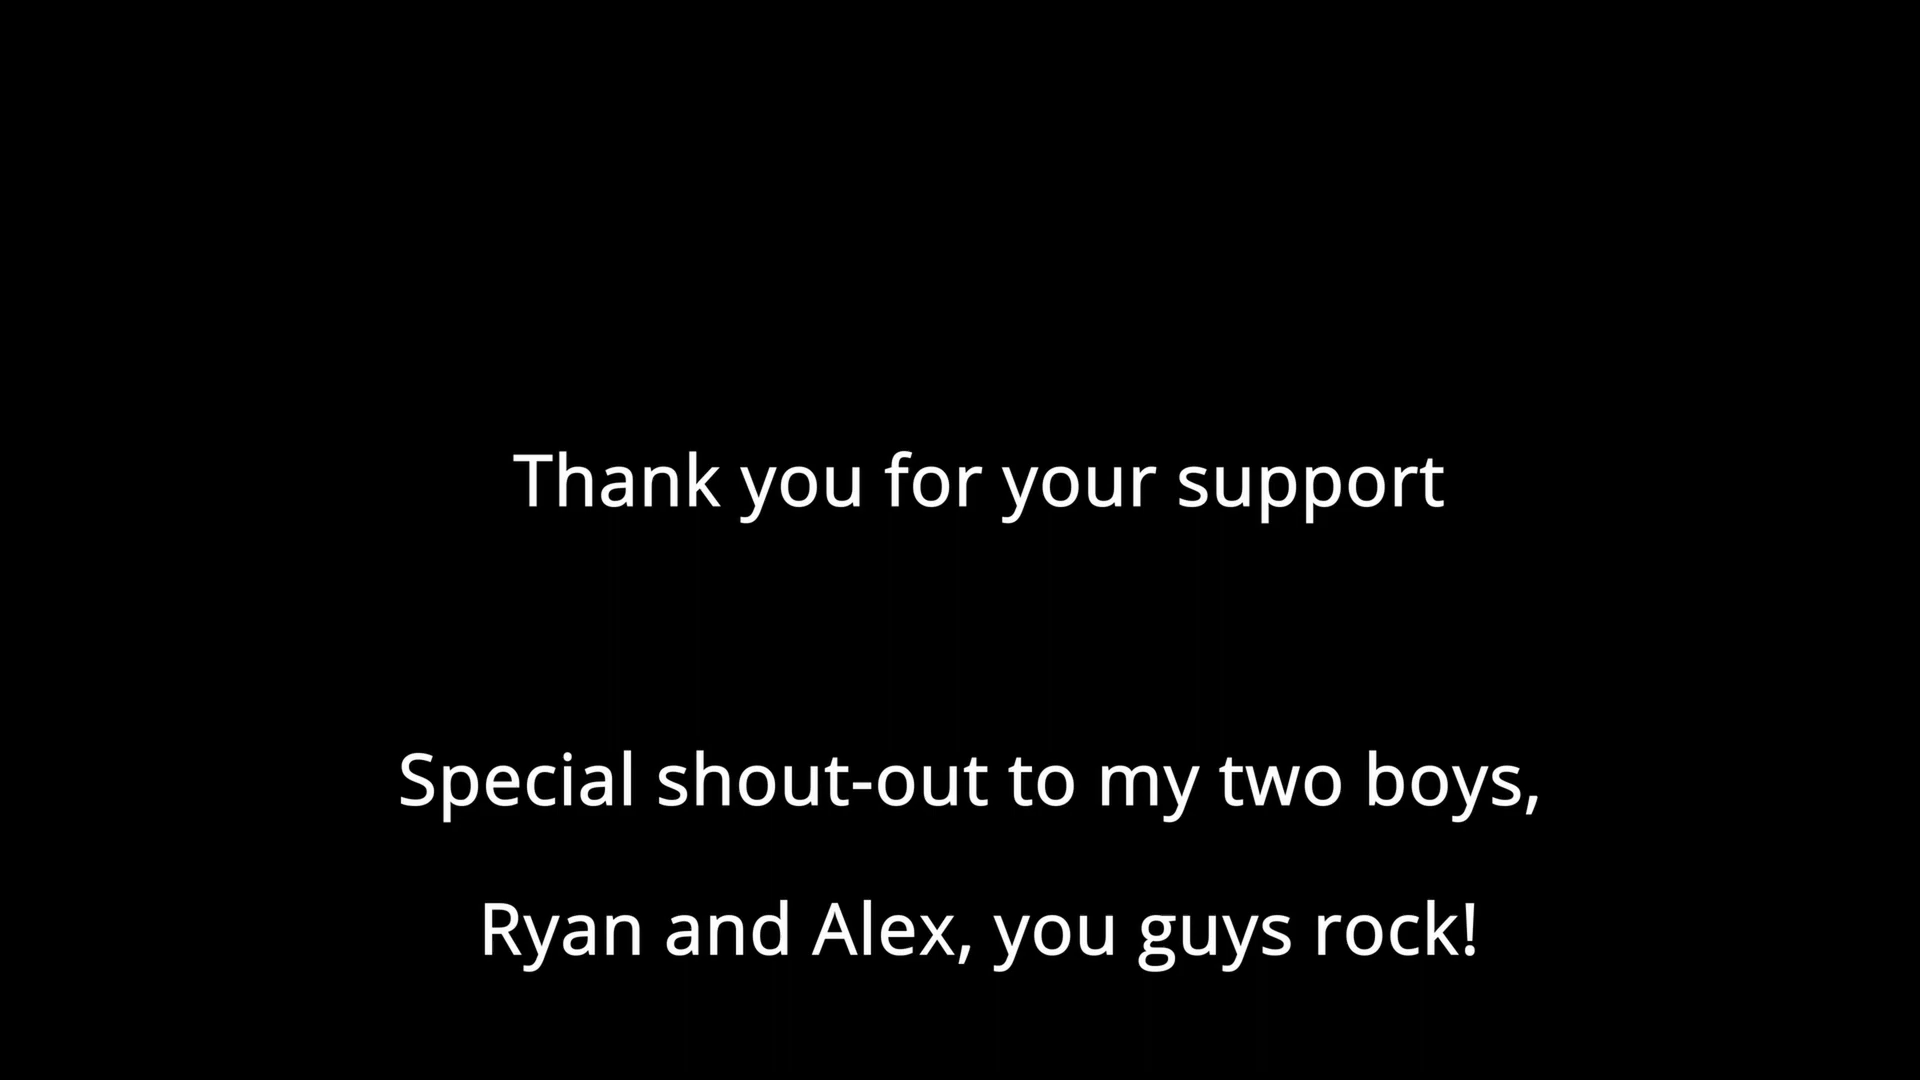 Thank you for your support
Special shout-out to my two boys,
Ryan and Alex, you guys rock!